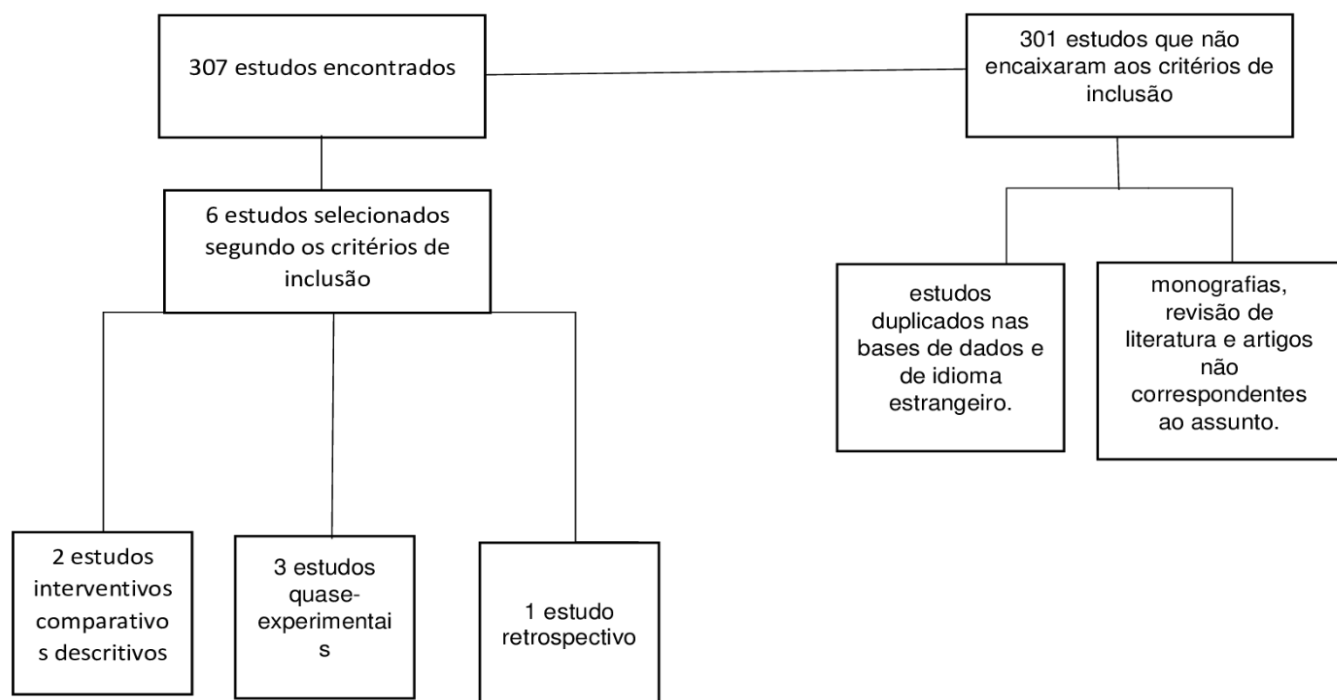 307 estudos encontrados
301 estudos que não
encaixaram aos critérios de
inclusão
6 estudos selecionados
segundo os critérios de
inclusão
estudos
duplicados nas
bases de dados e
de idioma
estrangeiro.
monografias,
revisão de
literatura e artigos
não
correspondentes
ao assunto.
2 estudos
interventivos
comparativo
s descritivos
3 estudos
quase-
experimentai
s
1 estudo
retrospectivo